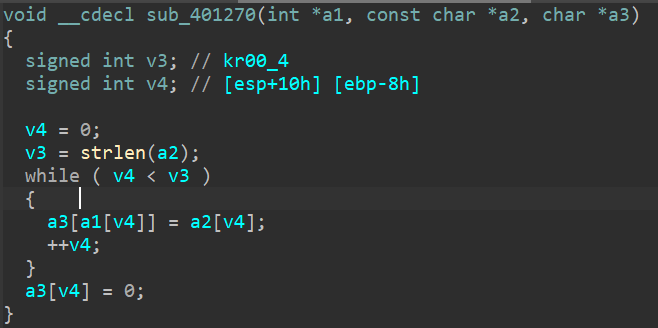 void __cdecl sub_401270(int *a1, const char *a2, char *a3)
{
  signed int v3; // kr00_4
  signed int v4; // [esp+10h] [ebp-8h]

  v4 = 0;
  v3 = strlen(a2);
  while ( v4 < v3 )
  {
    a3[a1[v4]] = a2[v4];
    ++v4;
  }
  a3[v4] = 0;
}